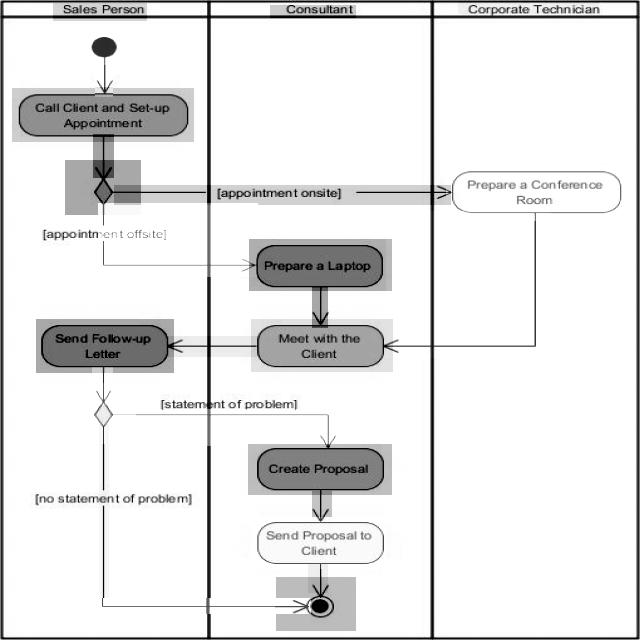 Sales Person
Consultant
Corporate Technician
Call Client and Set-up
Appointment
[appointment onsite]
Prepare a Conference
Room
[appointment offsite]
Prepare a Laptop
Send Follow-up
Letter
Meet with the
Client
[statement of problem]
Create Proposal
[no statement of problem]
Send Proposal to
Client